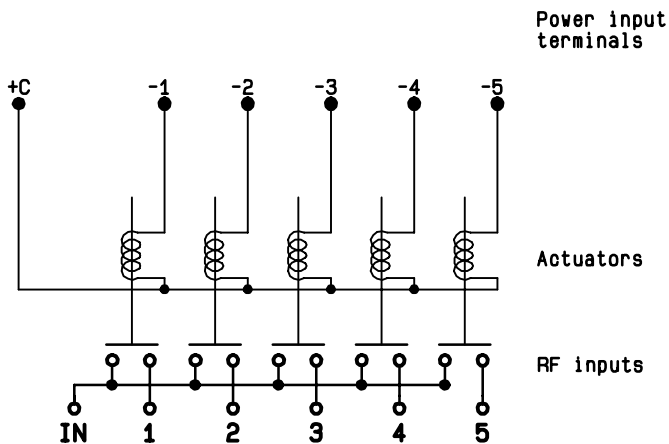 Power input
terminals
+C -1 -2 -3 -4 -5
Actuators
RF inputs
IN 1 2 3 4 5